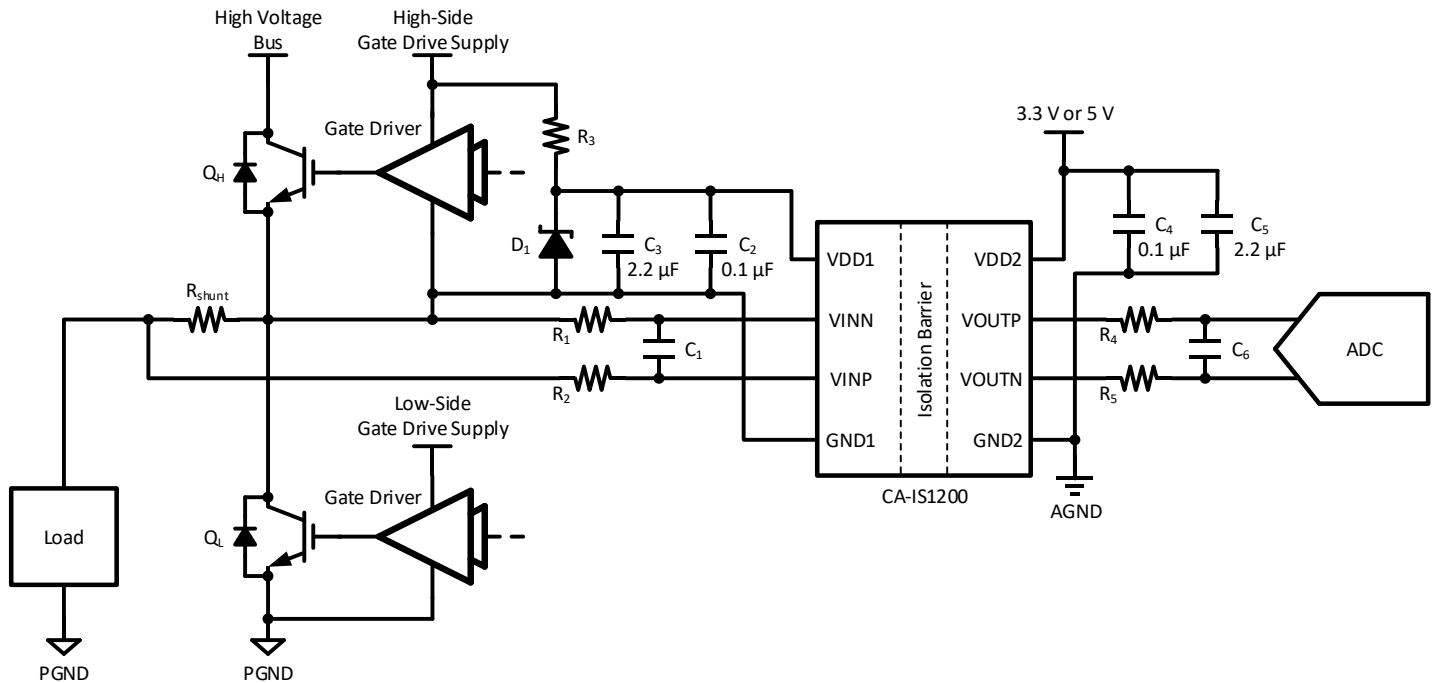 High Voltage
Bus
High-Side
Gate Drive Supply
Gate Driver
R3
3.3 V or 5 V
QH
D1
C3
2.2 µF
C2
0.1 µF
C4
0.1 µF
C5
2.2 µF
VDD1
VDD2
Rshunt
R1
VINN
VOUTP
R4
C1
Isolation Barrier
C6
ADC
R2
VINP
VOUTN
R5
Low-Side
Gate Drive Supply
GND1
GND2
CA-IS1200
AGND
Gate Driver
QL
Load
PGND
PGND